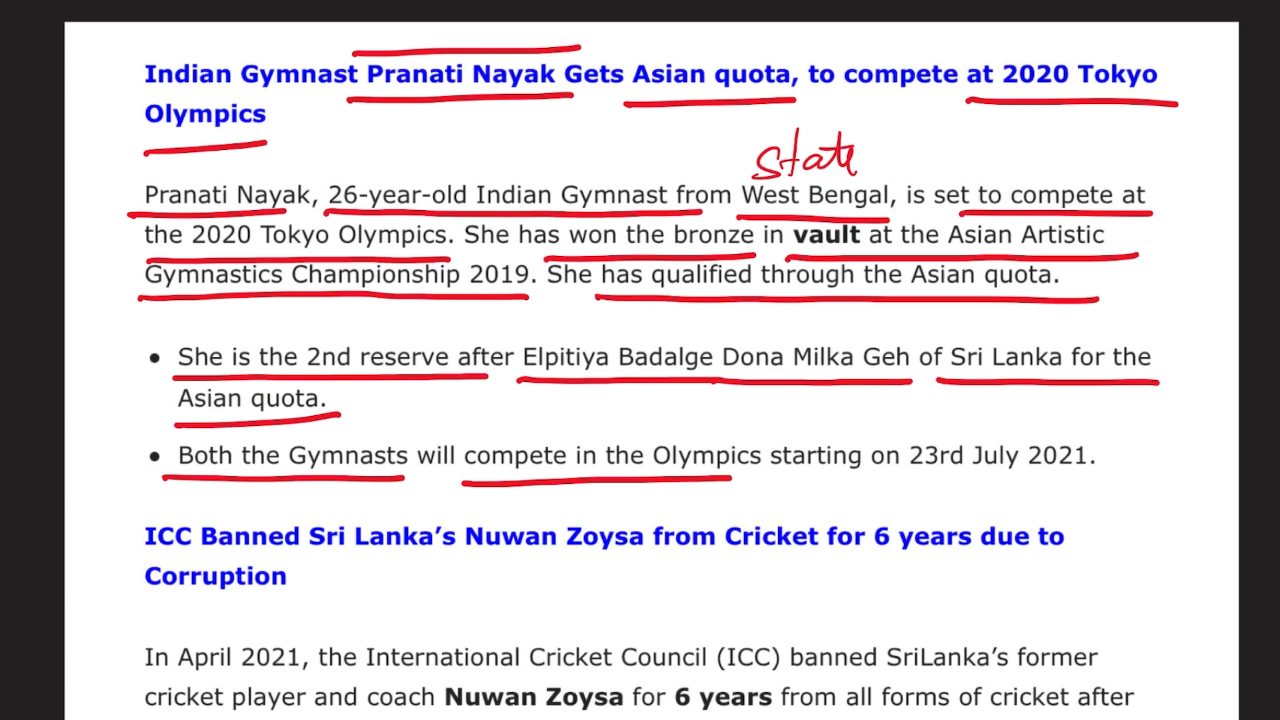 Indian Gymnast Pranati Nayak Gets Asian quota, to compete at 2020 Tokyo
Olympics
State
Pranati Nayak, 26-year-old Indian Gymnast from West Bengal, is set to compete at
the 2020 Tokyo Olympics. She has won the bronze in vault at the Asian Artistic
Gymnastics Championship 2019. She has qualified through the Asian quota.
• She is the 2nd reserve after Elpitiya Badalge Dona Milka Geh of Sri Lanka for the
Asian quota.
• Both the Gymnasts will compete in the Olympics starting on 23rd July 2021.
ICC Banned Sri Lanka’s Nuwan Zoysa from Cricket for 6 years due to
Corruption
In April 2021, the International Cricket Council (ICC) banned SriLanka’s former
cricket player and coach Nuwan Zoysa for 6 years from all forms of cricket after